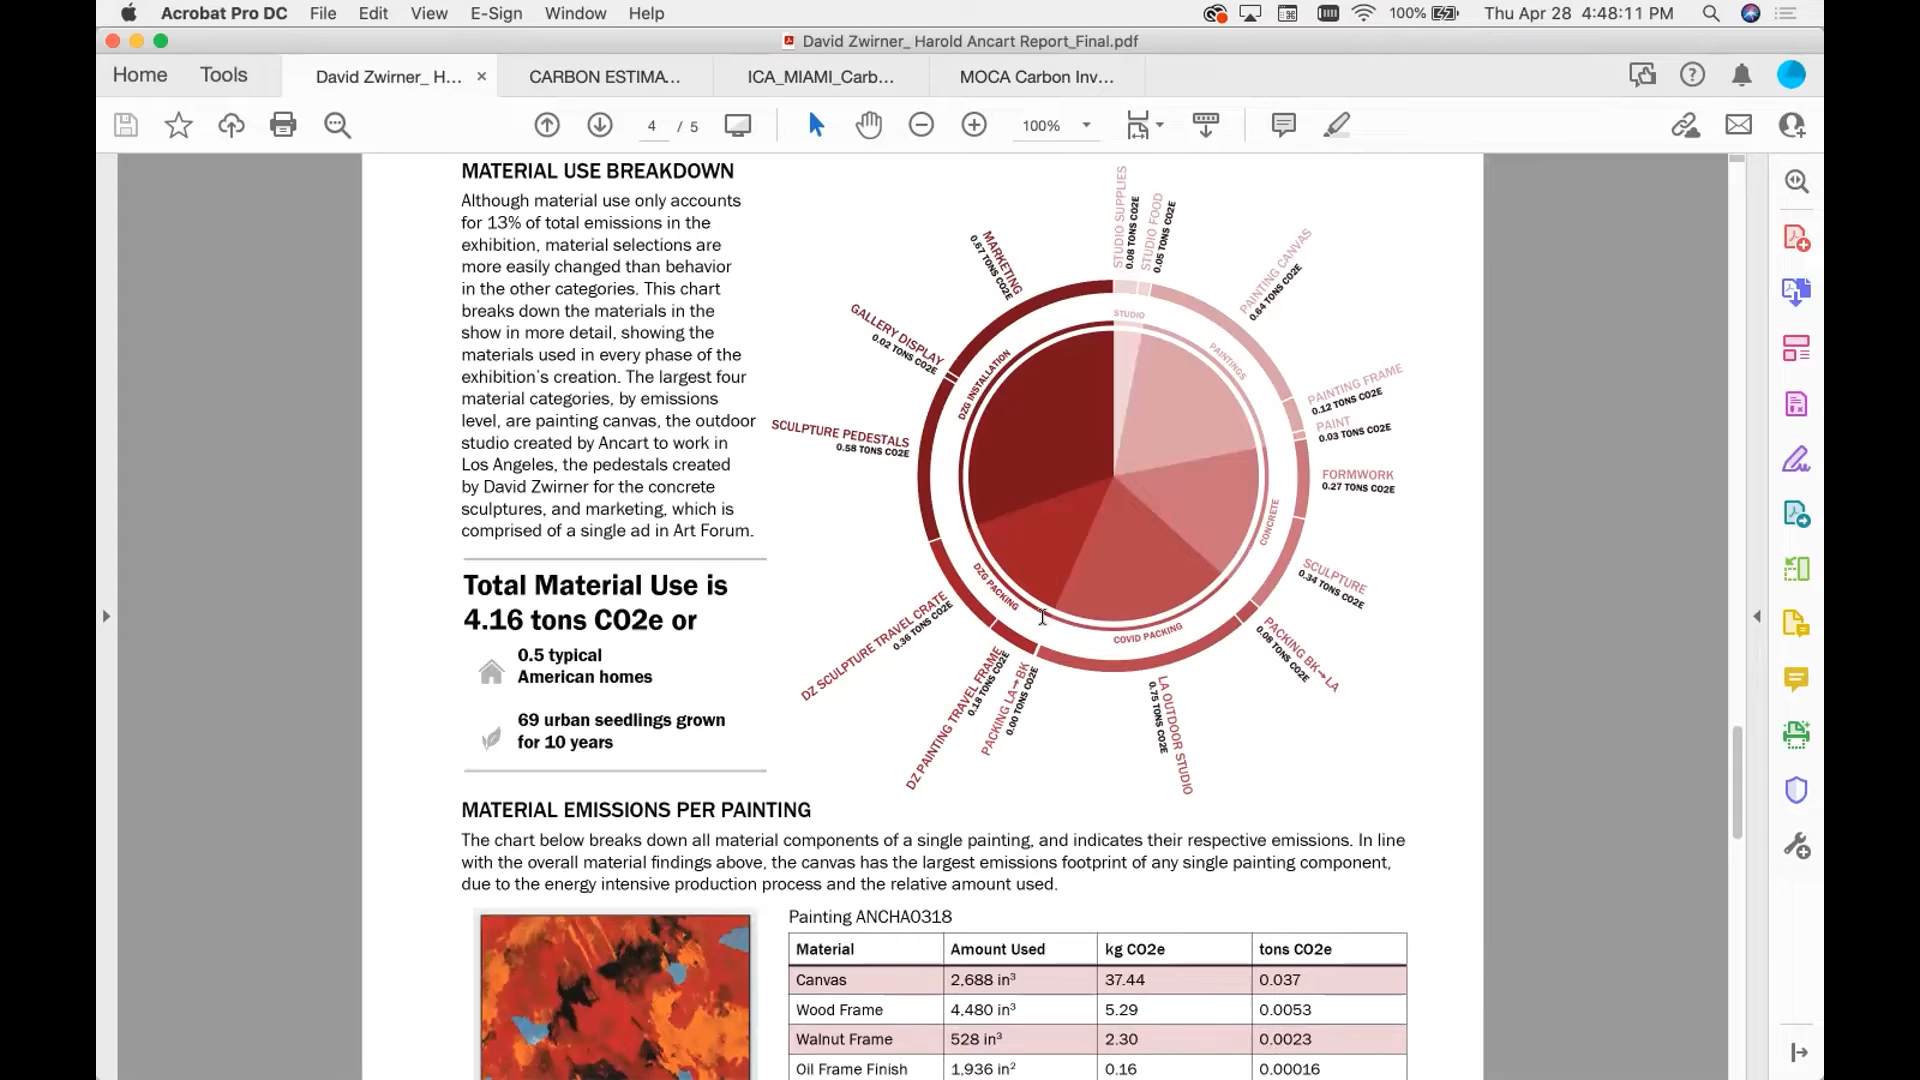 Acrobat Pro DC File Edit View E-Sign Window Help 100% Thu Apr 28 4:48:11 PM
David Zwirner_ Harold Ancart Report_Final.pdf
Home Tools David Zwirner_ H... × CARBON ESTIMA... ICA_MIAMI_Carb... MOCA Carbon Inv...
4 / 5 100%
MATERIAL USE BREAKDOWN
Although material use only accounts
for 13% of total emissions in the
exhibition, material selections are
more easily changed than behavior
in the other categories. This chart
breaks down the materials in the
show in more detail, showing the
materials used in every phase of the
exhibition's creation. The largest four
material categories, by emissions
level, are painting canvas, the outdoor
studio created by Ancart to work in
Los Angeles, the pedestals created
by David Zwirner for the concrete
sculptures, and marketing, which is
comprised of a single ad in Art Forum.
Total Material Use is
4.16 tons CO2e or
0.5 typical
American homes
69 urban seedlings grown
for 10 years
STUDIO SUPPLIES
0.08 TONS CO2E
STUDIO FOOD
0.05 TONS CO2E
PAINTING CANVAS
0.64 TONS CO2E
PAINTING FRAME
0.12 TONS CO2E
PAINT
0.03 TONS CO2E
FORMWORK
0.27 TONS CO2E
SCULPTURE
0.34 TONS CO2E
PACKING BK→LA
0.08 TONS CO2E
LA OUTDOOR STUDIO
0.75 TONS CO2E
PACKING LA→BK
0.00 TONS CO2E
DZ PAINTING TRAVEL FRAME
0.18 TONS CO2E
DZ SCULPTURE TRAVEL CRATE
0.36 TONS CO2E
SCULPTURE PEDESTALS
0.58 TONS CO2E
GALLERY DISPLAY
0.02 TONS CO2E
MARKETING
0.67 TONS CO2E
STUDIO
PAINTINGS
CONCRETE
COVID PACKING
DZG PACKING
DZG INSTALLATION
MATERIAL EMISSIONS PER PAINTING
The chart below breaks down all material components of a single painting, and indicates their respective emissions. In line
with the overall material findings above, the canvas has the largest emissions footprint of any single painting component,
due to the energy intensive production process and the relative amount used.
Painting ANCHA0318
Material Amount Used kg CO2e tons CO2e
Canvas 2,688 in³ 37.44 0.037
Wood Frame 4,480 in³ 5.29 0.0053
Walnut Frame 528 in³ 2.30 0.0023
Oil Frame Finish 1,936 in² 0.16 0.00016